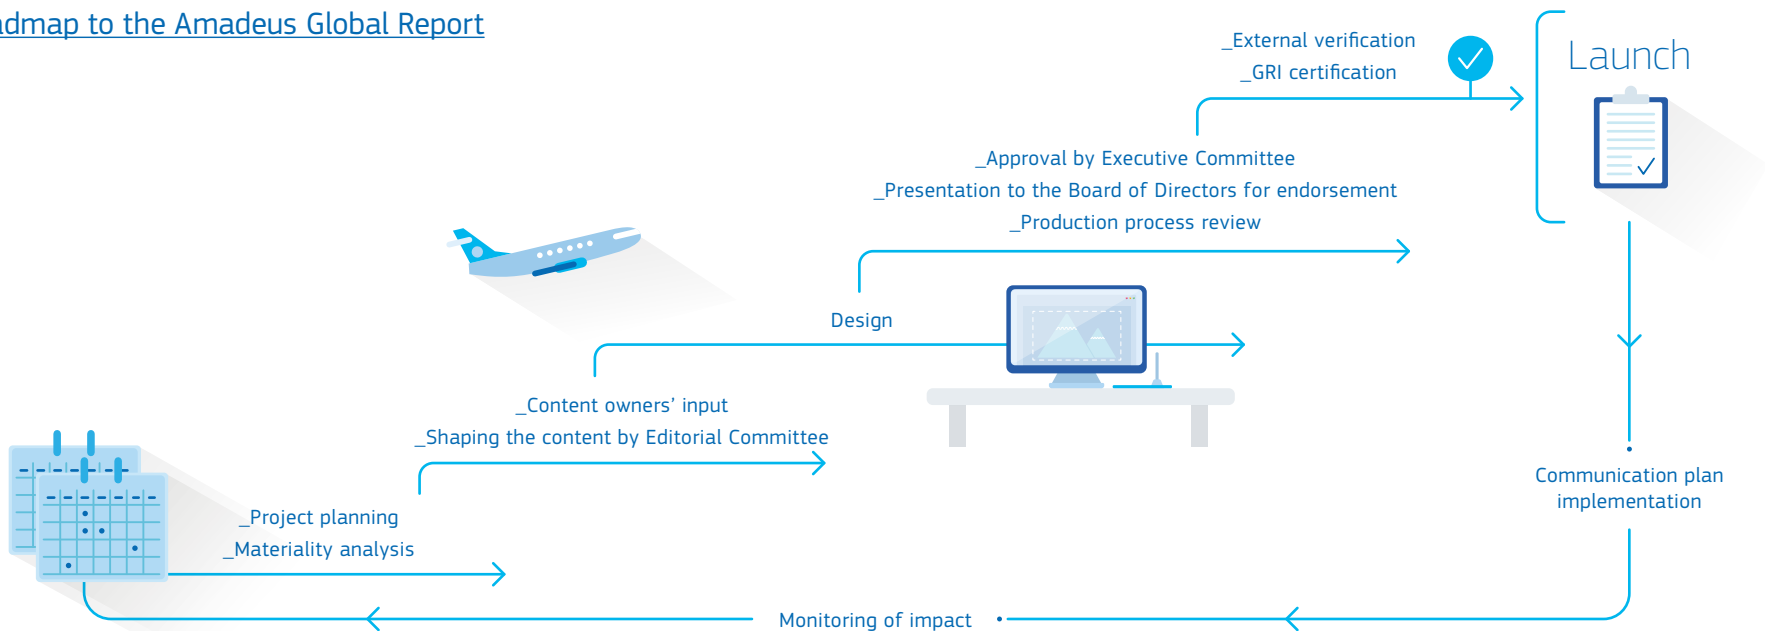 admap to the Amadeus Global Report
_External verification
_GRI certification
Launch
_Approval by Executive Committee
_Presentation to the Board of Directors for endorsement
_Production process review
Design
_Content owners’ input
_Shaping the content by Editorial Committee
_Project planning
_Materiality analysis
Communication plan
implementation
Monitoring of impact